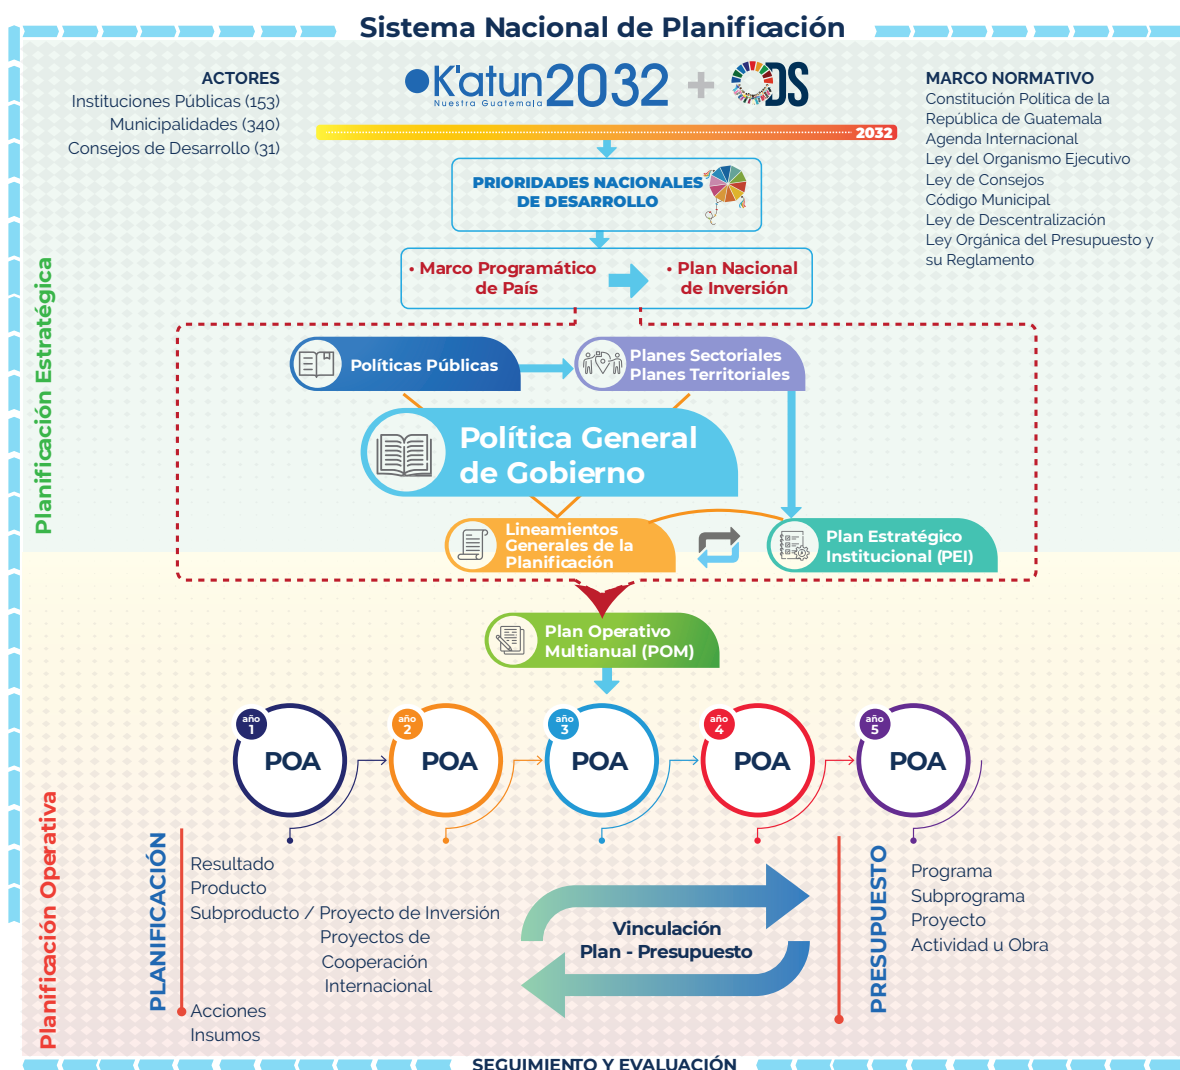 Sistema Nacional de Planificación
ACTORES
Instituciones Públicas (153)
Municipalidades (340)
Consejos de Desarrollo (31)
K'atun 2032
Nuestra Guatemala
+ ODS
2032
MARCO NORMATIVO
Constitución Política de la
República de Guatemala
Agenda Internacional
Ley del Organismo Ejecutivo
Ley de Consejos
Código Municipal
Ley de Descentralización
Ley Orgánica del Presupuesto y
su Reglamento
PRIORIDADES NACIONALES
DE DESARROLLO
• Marco Programático
de País
• Plan Nacional
de Inversión
Planificación Estratégica
Políticas Públicas
Planes Sectoriales
Planes Territoriales
Política General
de Gobierno
Lineamientos
Generales de la
Planificación
Plan Estratégico
Institucional (PEI)
Plan Operativo
Multianual (POM)
año
1
POA
año
2
POA
año
3
POA
año
4
POA
año
5
POA
Planificación Operativa
PLANIFICACIÓN
Resultado
Producto
Subproducto / Proyecto de Inversión
Proyectos de
Cooperación
Internacional
Acciones
Insumos
Vinculación
Plan - Presupuesto
PRESUPUESTO
Programa
Subprograma
Proyecto
Actividad u Obra
SEGUIMIENTO Y EVALUACIÓN